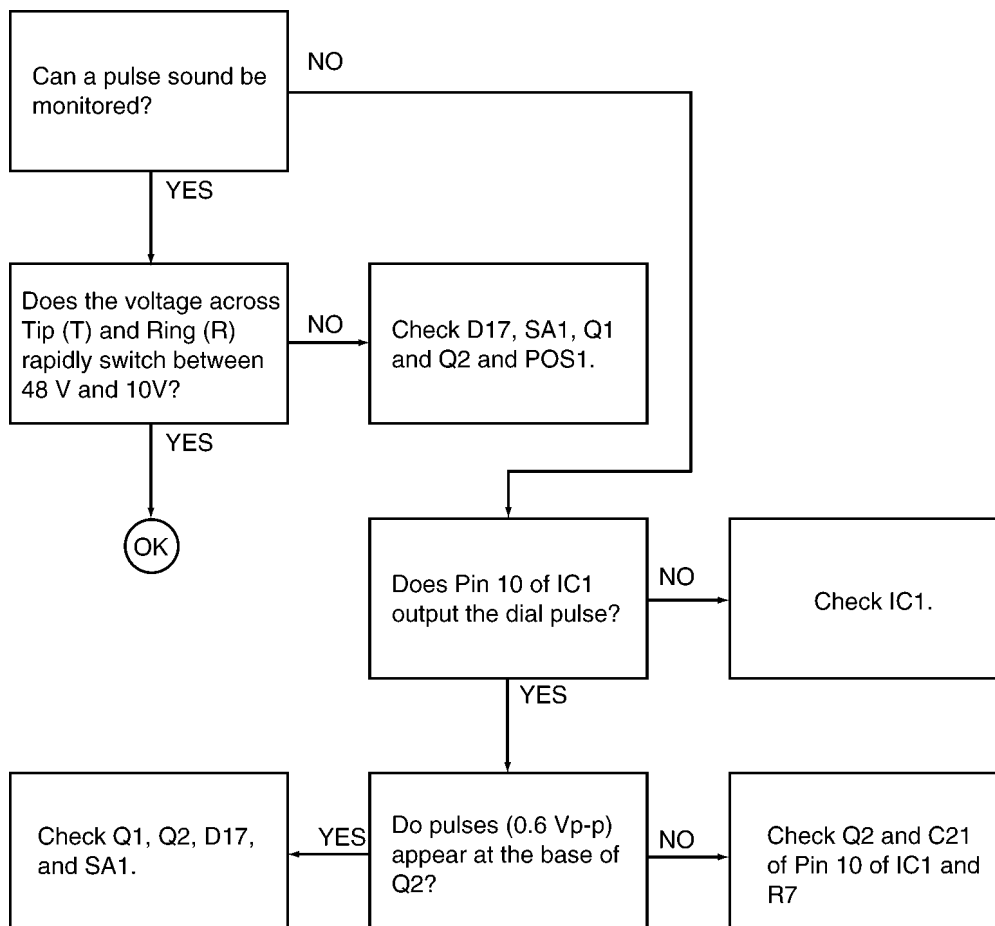 Can a pulse sound be
monitored?
NO
YES
Does the voltage across
Tip (T) and Ring (R)
rapidly switch between
48 V and 10V?
NO
Check D17, SA1, Q1
and Q2 and POS1.
YES
OK
Does Pin 10 of IC1
output the dial pulse?
NO
Check IC1.
YES
Do pulses (0.6 Vp-p)
appear at the base of
Q2?
YES
Check Q1, Q2, D17,
and SA1.
NO
Check Q2 and C21
of Pin 10 of IC1 and
R7